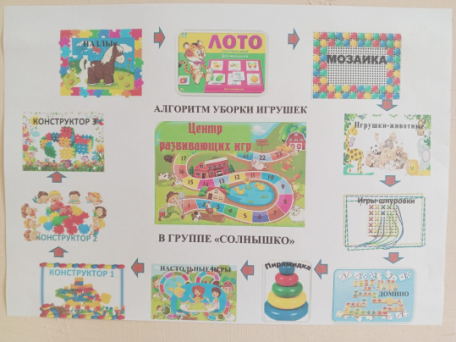 ПАЗЛЫ
ЛОТО
МОЗАИКА
АЛГОРИТМ УБОРКИ ИГРУШЕК
КОНСТРУКТОР 3
Центр
развивающих игр
Игрушки-животные
Игры-шнуровки
КОНСТРУКТОР 2
В ГРУППЕ «СОЛНЫШКО»
КОНСТРУКТОР 1
НАСТОЛЬНЫЕ ИГРЫ
Пирамидка
ДОМИНО